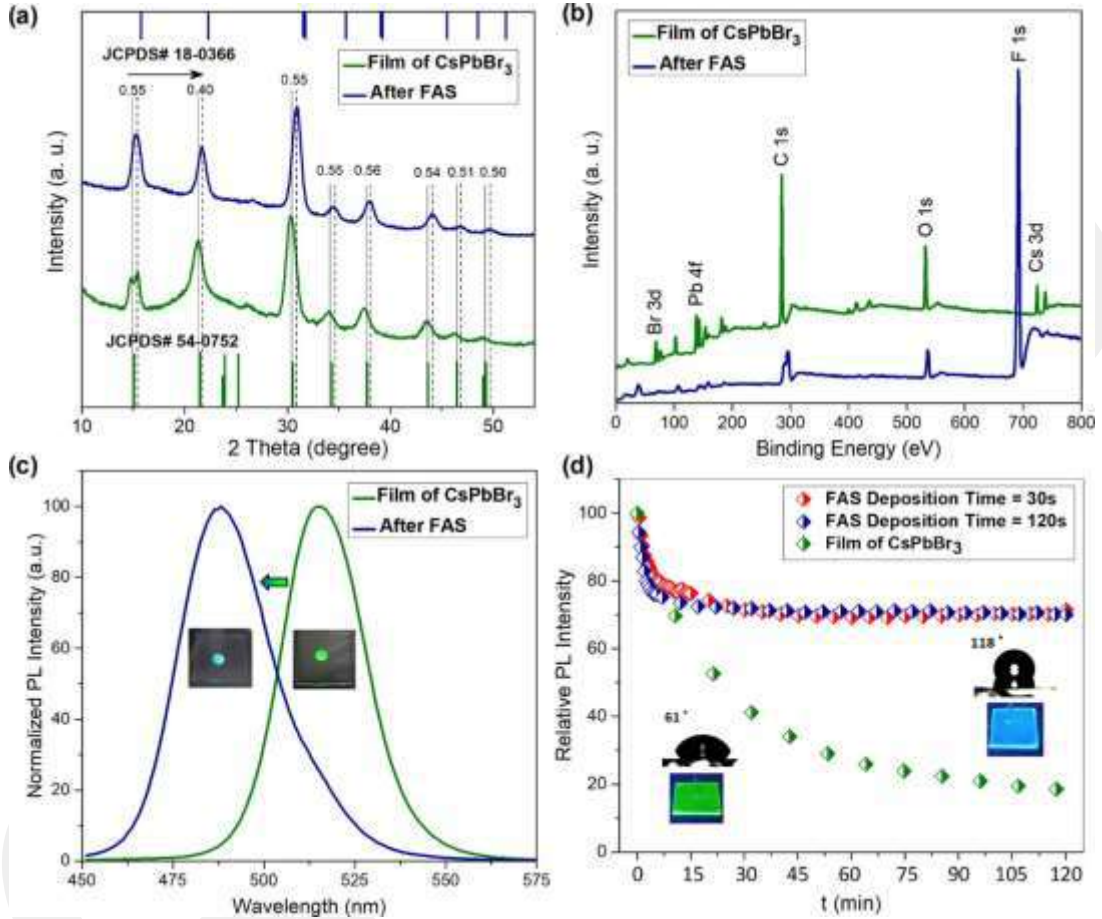 (a)
JCPDS# 18-0366
0.55
0.40
0.55
0.55
0.56
0.54
0.51
0.50
Film of CsPbBr₃
After FAS
JCPDS# 54-0752
Intensity (a. u.)
10 20 30 40 50
2 Theta (degree)
(b)
Film of CsPbBr₃
After FAS
Br 3d
Pb 4f
C 1s
O 1s
F 1s
Cs 3d
Intensity (a. u.)
0 100 200 300 400 500 600 700 800
Binding Energy (eV)
(c)
Film of CsPbBr₃
After FAS
Normalized PL Intensity (a.u.)
100
80
60
40
20
0
450 475 500 525 550 575
Wavelength (nm)
(d)
FAS Deposition Time = 30s
FAS Deposition Time = 120s
Film of CsPbBr₃
118°
61°
Relative PL Intensity
100
80
60
40
20
0
0 15 30 45 60 75 90 105 120
t (min)